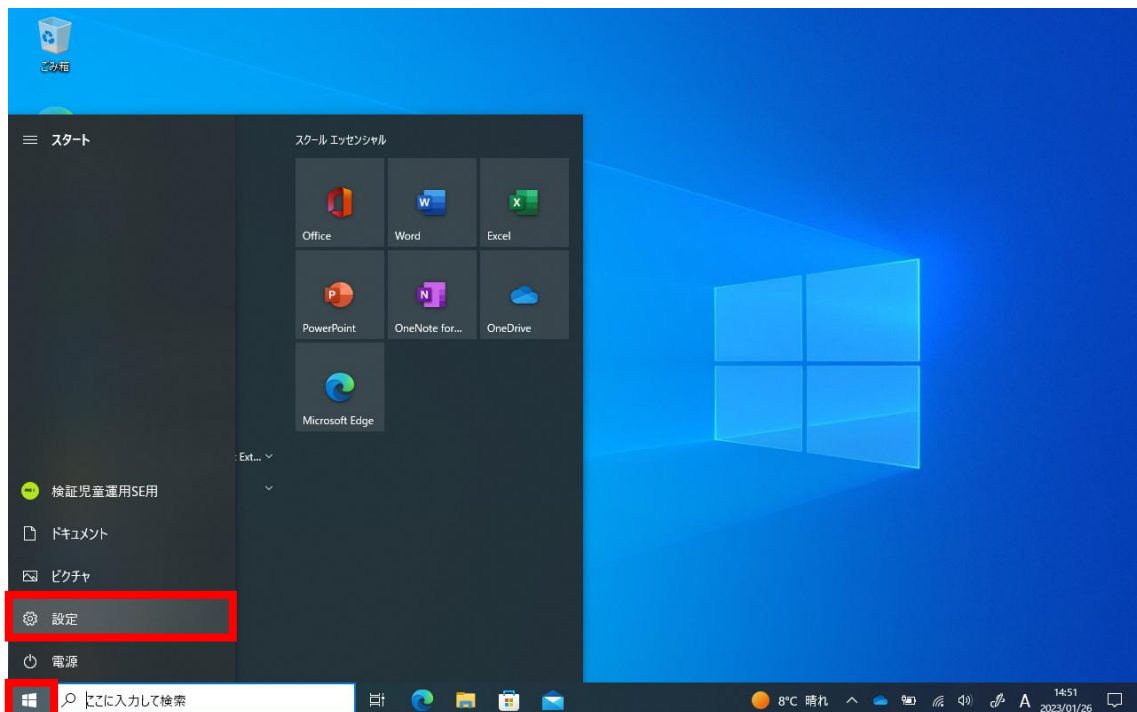 ごみ箱
スタート
スクール エッセンシャル
Office
Word
Excel
PowerPoint
OneNote for...
OneDrive
Microsoft Edge
: Ext...
検証児童運用SE用
ドキュメント
ピクチャ
設定
電源
ここに入力して検索
8°C 晴れ
A
14:51
2023/01/26